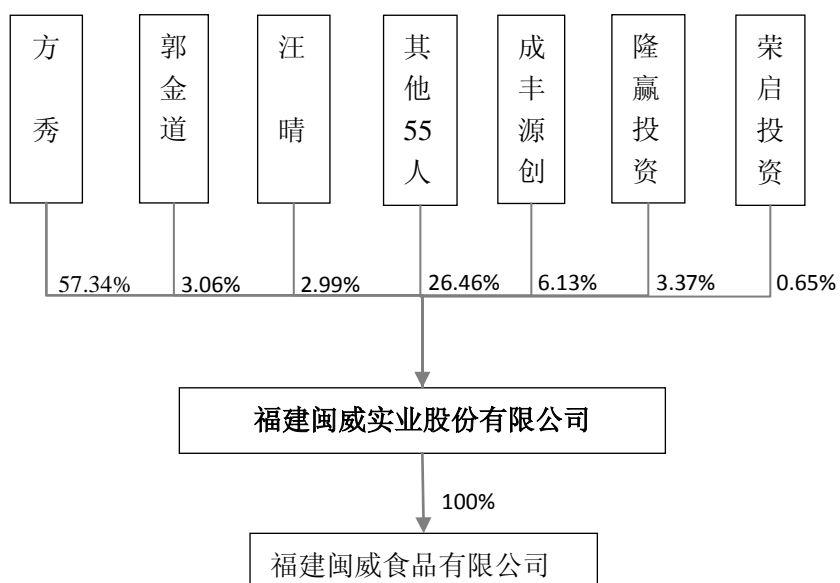 方秀
郭金道
汪晴
其他55人
成丰源创
隆赢投资
荣启投资
57.34%
3.06%
2.99%
26.46%
6.13%
3.37%
0.65%
福建闽威实业股份有限公司
100%
福建闽威食品有限公司